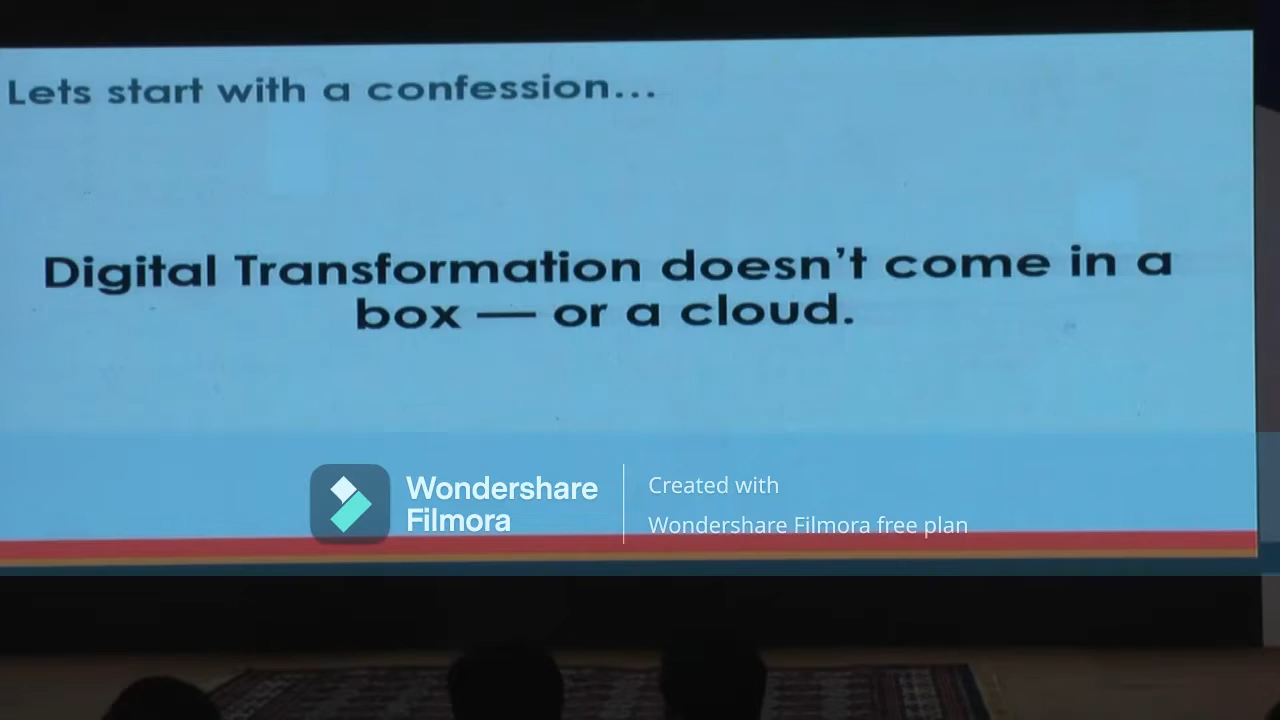 Lets start with a confession...
Digital Transformation doesn't come in a
box — or a cloud.
Wondershare
Filmora
Created with
Wondershare Filmora free plan